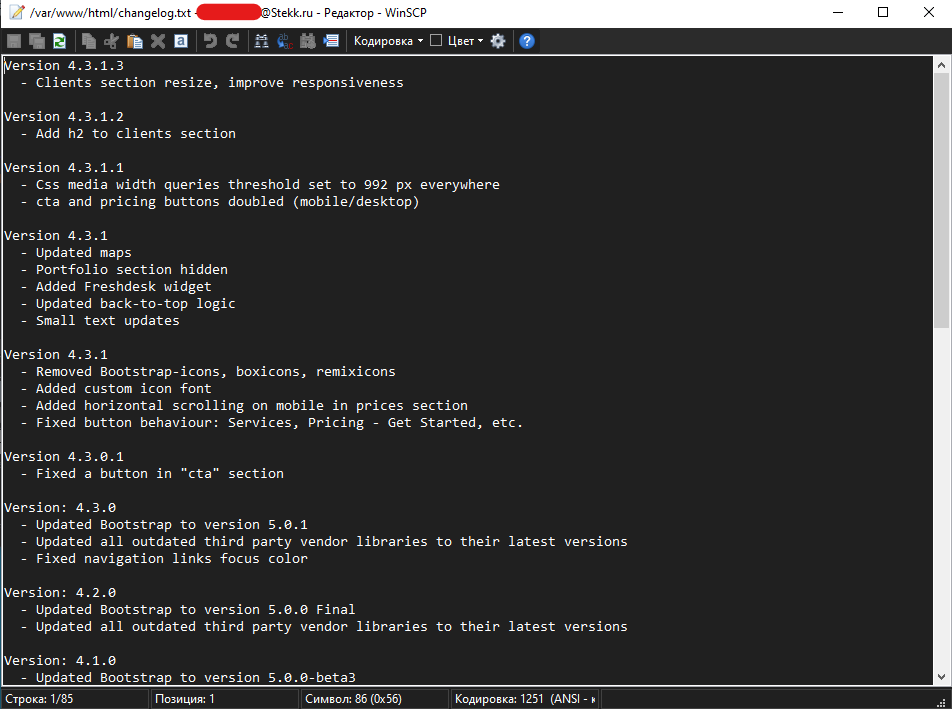 /var/www/html/changelog.txt - @Stekk.ru - Редактор - WinSCP
Кодировка Цвет
Version 4.3.1.3
- Clients section resize, improve responsiveness
Version 4.3.1.2
- Add h2 to clients section
Version 4.3.1.1
- Css media width queries threshold set to 992 px everywhere
- cta and pricing buttons doubled (mobile/desktop)
Version 4.3.1
- Updated maps
- Portfolio section hidden
- Added Freshdesk widget
- Updated back-to-top logic
- Small text updates
Version 4.3.1
- Removed Bootstrap-icons, boxicons, remixicons
- Added custom icon font
- Added horizontal scrolling on mobile in prices section
- Fixed button behaviour: Services, Pricing - Get Started, etc.
Version 4.3.0.1
- Fixed a button in "cta" section
Version: 4.3.0
- Updated Bootstrap to version 5.0.1
- Updated all outdated third party vendor libraries to their latest versions
- Fixed navigation links focus color
Version: 4.2.0
- Updated Bootstrap to version 5.0.0 Final
- Updated all outdated third party vendor libraries to their latest versions
Version: 4.1.0
- Updated Bootstrap to version 5.0.0-beta3
Строка: 1/85 Позиция: 1 Символ: 86 (0x56) Кодировка: 1251 (ANSI - к